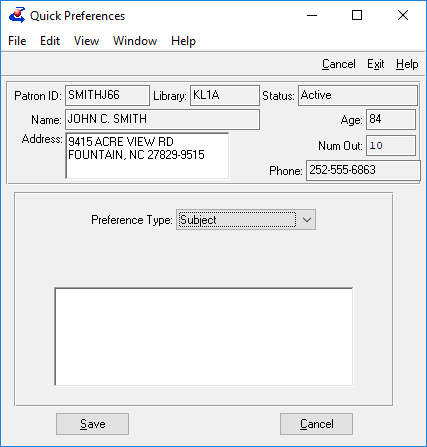 Quick Preferences
File Edit View Window Help
Cancel Exit Help
Patron ID: SMITHJ66 Library: KL1A Status: Active
Name: JOHN C. SMITH Age: 84
Address: 9415 ACRE VIEW RD
FOUNTAIN, NC 27829-9515
Num Out: 10
Phone: 252-555-6863
Preference Type: Subject
Save Cancel